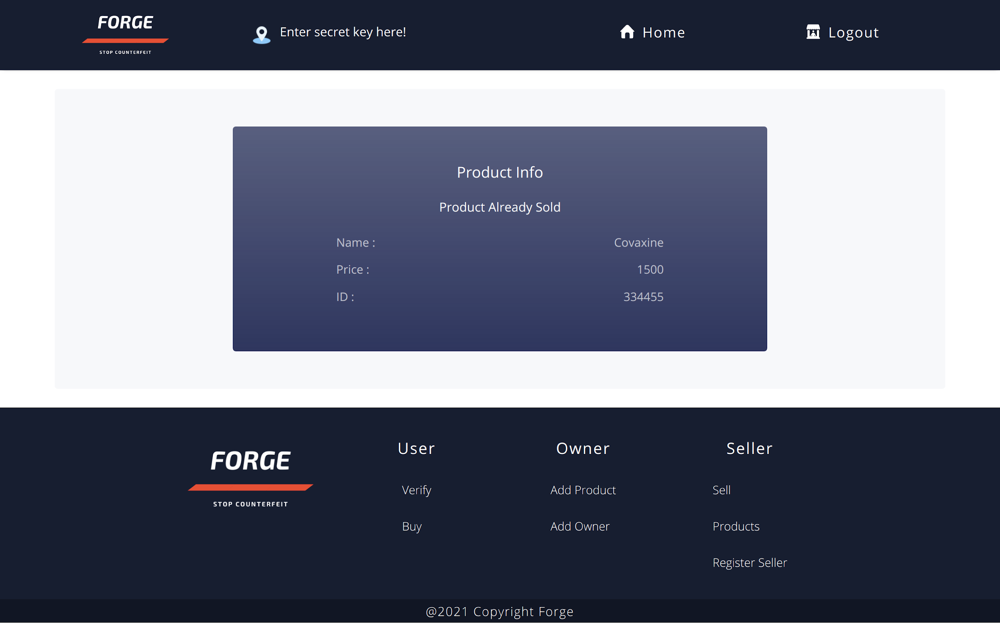 FORGE
STOP COUNTERFEIT
Enter secret key here!
Home
Logout
Product Info
Product Already Sold
Name : Covaxine
Price : 1500
ID : 334455
FORGE
STOP COUNTERFEIT
User
Verify
Buy
Owner
Add Product
Add Owner
Seller
Sell
Products
Register Seller
@2021 Copyright Forge